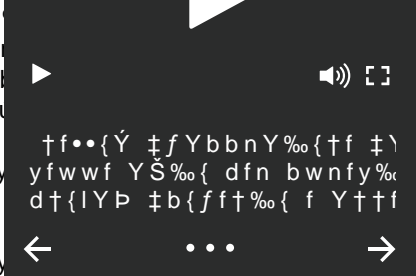 †f••{Ý ‡ƒYbbnY‰{†f ‡
yfwwf YŠ‰{ dfn bwnfy‰
d†{lYÞ ‡b{ƒf†‰{ f Y††f